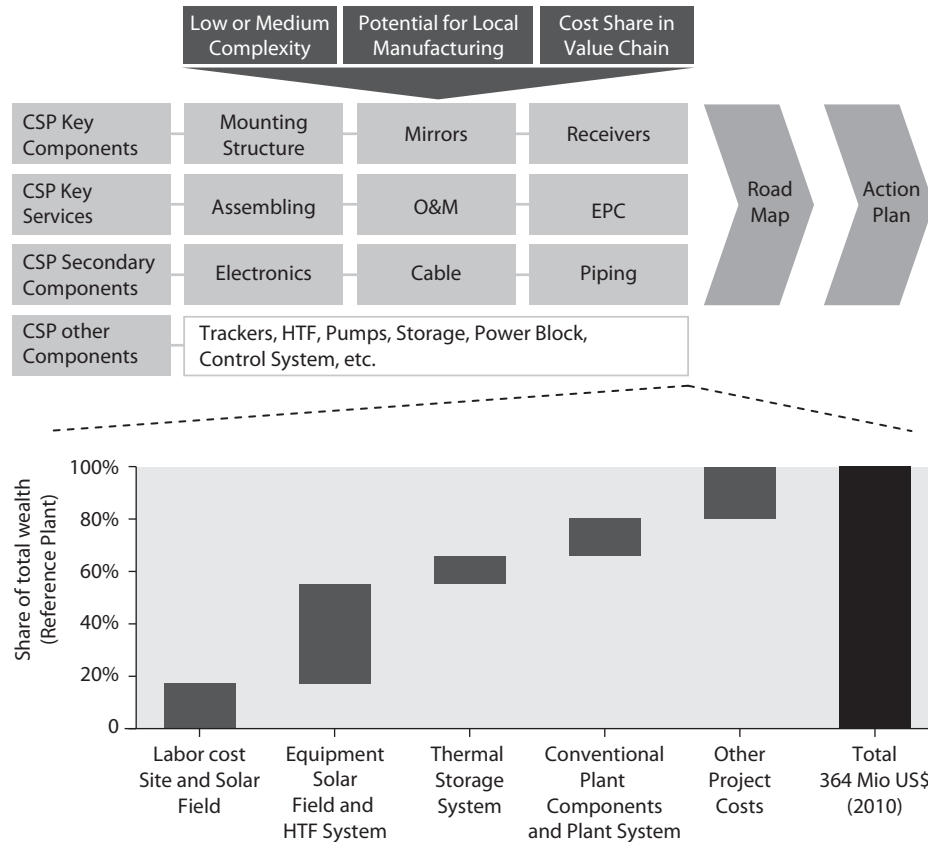 Low or Medium
Complexity
Potential for Local
Manufacturing
Cost Share in
Value Chain
CSP Key
Components
Mounting
Structure
Mirrors
Receivers
CSP Key
Services
Assembling
O&M
EPC
CSP Secondary
Components
Electronics
Cable
Piping
CSP other
Components
Trackers, HTF, Pumps, Storage, Power Block,
Control System, etc.
Road
Map
Action
Plan
Share of total wealth
(Reference Plant)
100%
80%
60%
40%
20%
0
Labor cost
Site and Solar
Field
Equipment
Solar
Field and
HTF System
Thermal
Storage
System
Conventional
Plant
Components
and Plant System
Other
Project
Costs
Total
364 Mio US$
(2010)